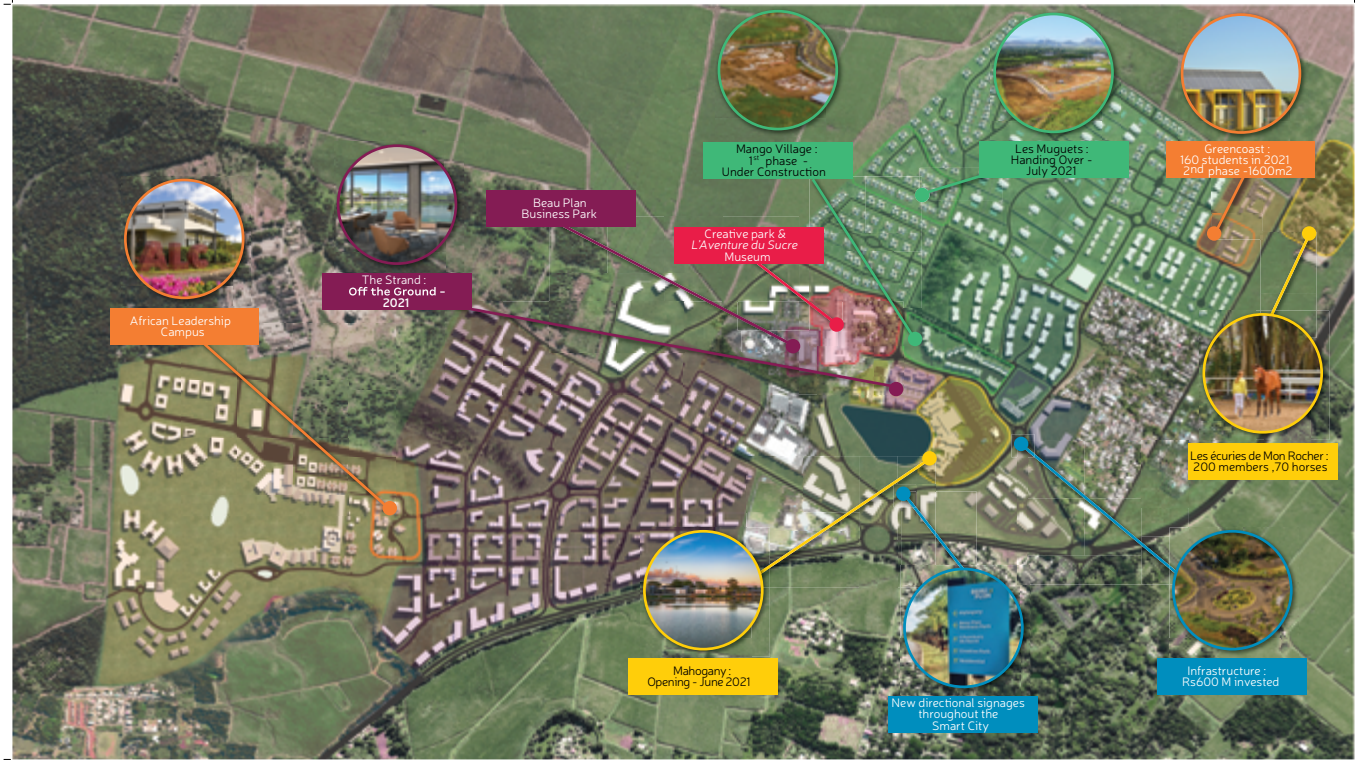 Mango Village :
1st phase -
Under Construction
Les Muguets :
Handing Over -
July 2021
Greencoast :
160 students in 2021
2nd phase -1600m2
Beau Plan
Business Park
Creative park &
L'Aventure du Sucre
Museum
The Strand :
Off the Ground -
2021
ALC
African Leadership
Campus
Les écuries de Mon Rocher :
200 members ,70 horses
Mahogany :
Opening - June 2021
New directional signages
throughout the
Smart City
Infrastructure :
Rs600 M invested